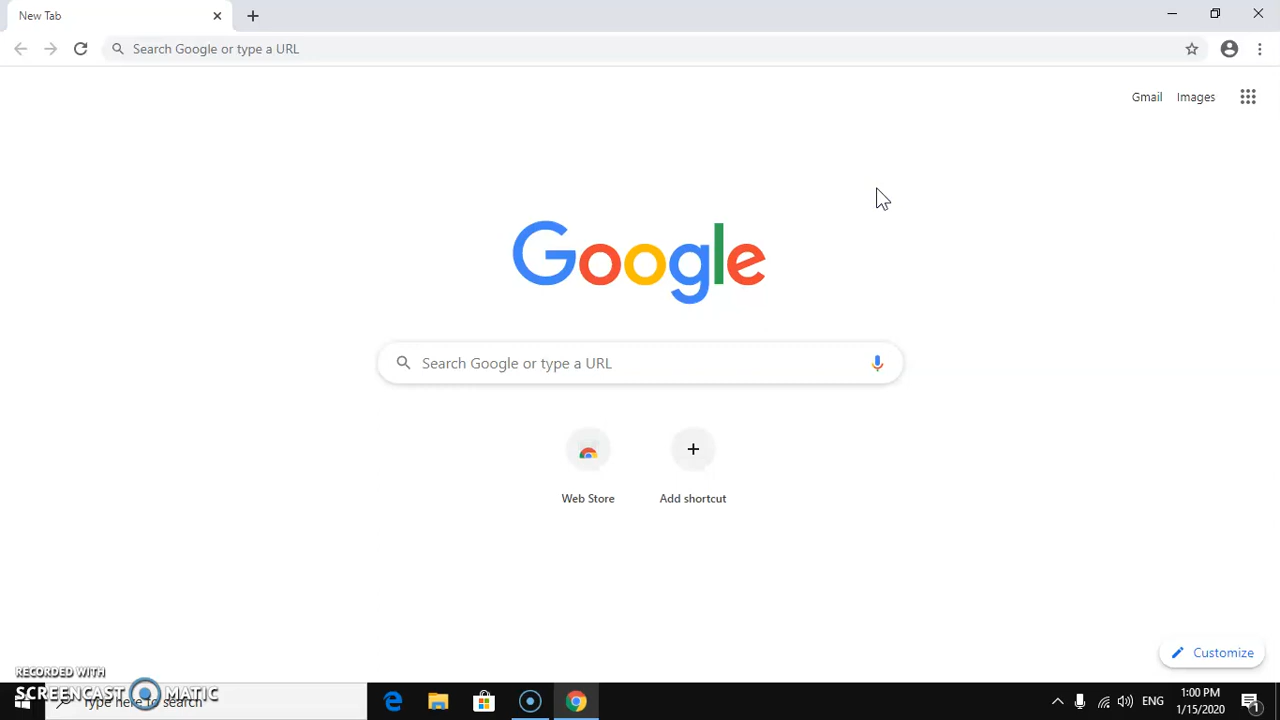 New Tab
Search Google or type a URL
Gmail Images
Google
Search Google or type a URL
Web Store
Add shortcut
Customize
RECORDED WITH
SCREENCAST MATIC
Type here to search
ENG
1:00 PM
1/15/2020
1